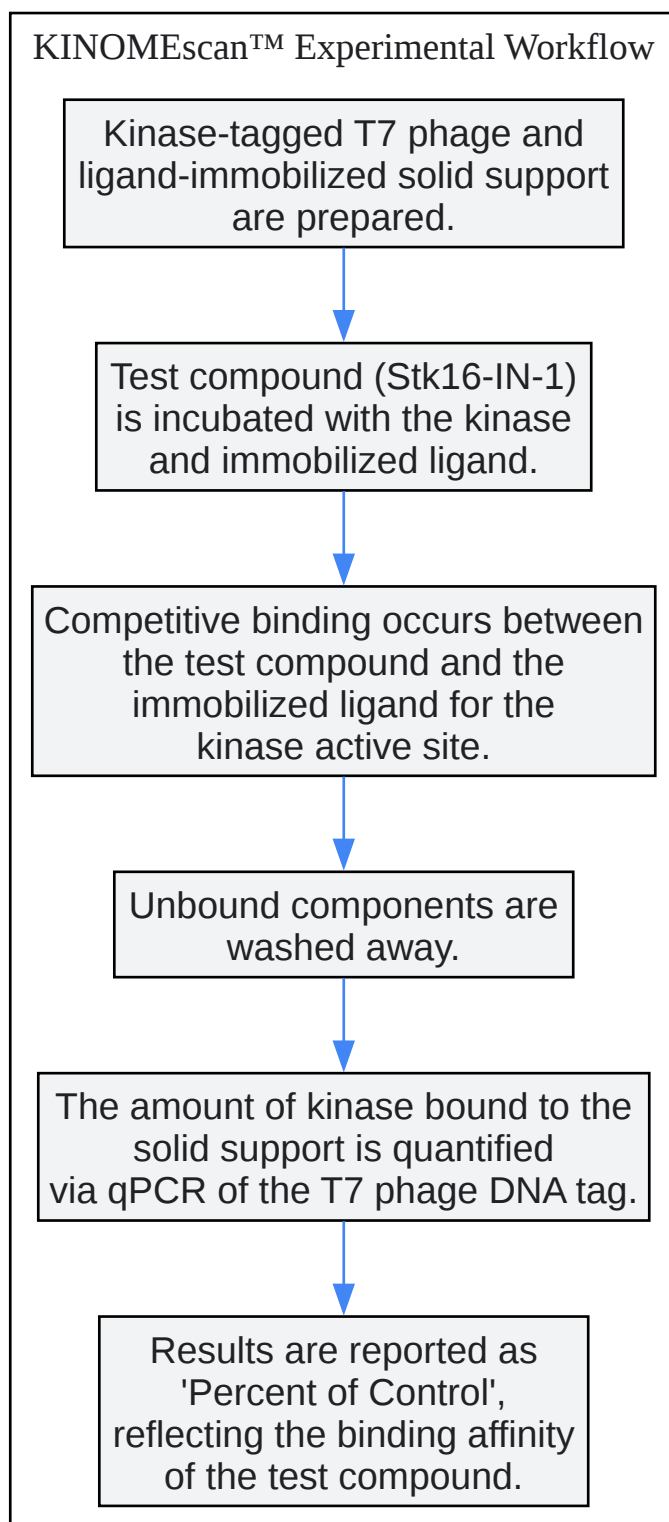 KINOMEscan™ Experimental Workflow
Kinase-tagged T7 phage and
ligand-immobilized solid support
are prepared.
Test compound (Stk16-IN-1)
is incubated with the kinase
and immobilized ligand.
Competitive binding occurs between
the test compound and the
immobilized ligand for the
kinase active site.
Unbound components are
washed away.
The amount of kinase bound to the
solid support is quantified
via qPCR of the T7 phage DNA tag.
Results are reported as
'Percent of Control',
reflecting the binding affinity
of the test compound.